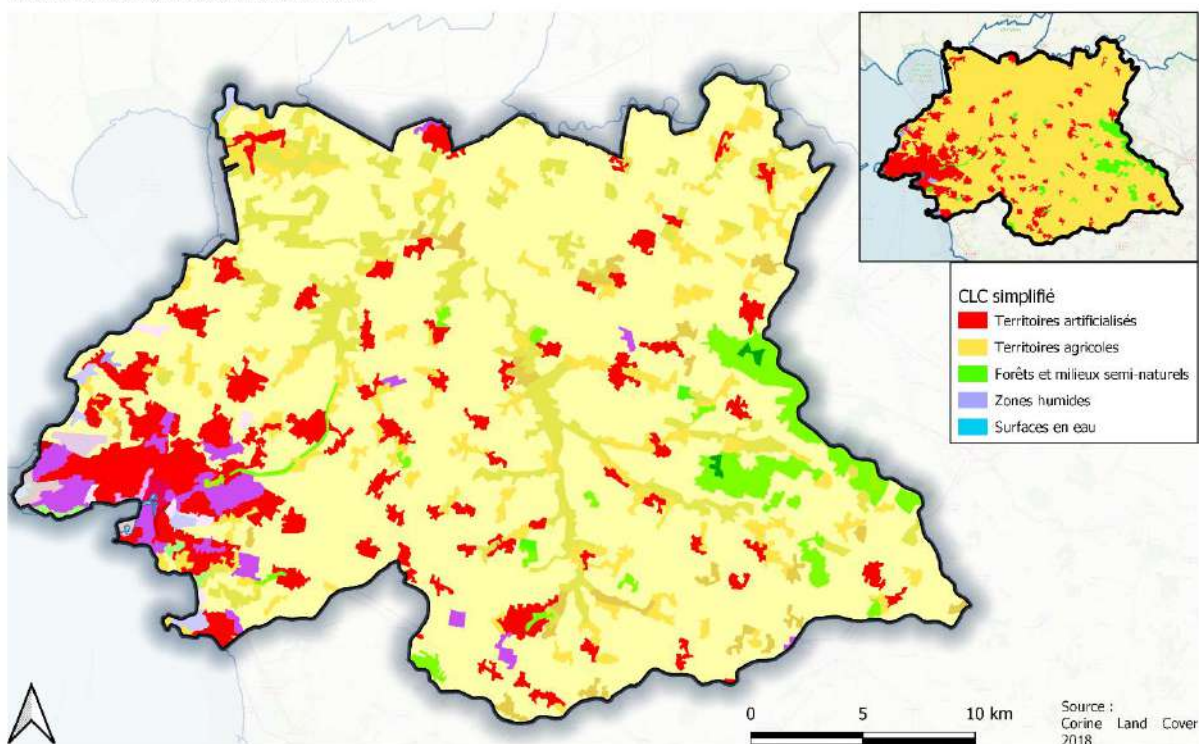 CLC simplifié
Territoires artificialisés
Territoires agricoles
Forêts et milieux semi-naturels
Zones humides
Surfaces en eau
0 5 10 km
Source :
Corine Land Cover
2018